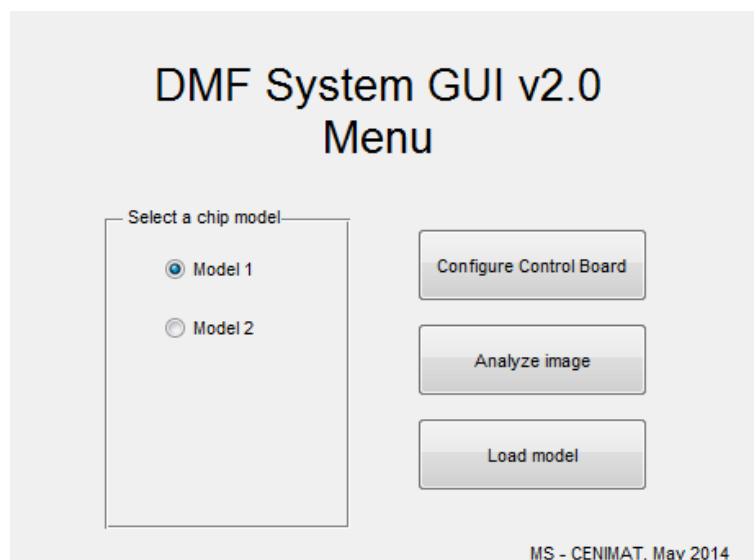 DMF System GUI v2.0
Menu
Select a chip model
Model 1
Model 2
Configure Control Board
Analyze image
Load model
MS - CENIMAT, May 2014